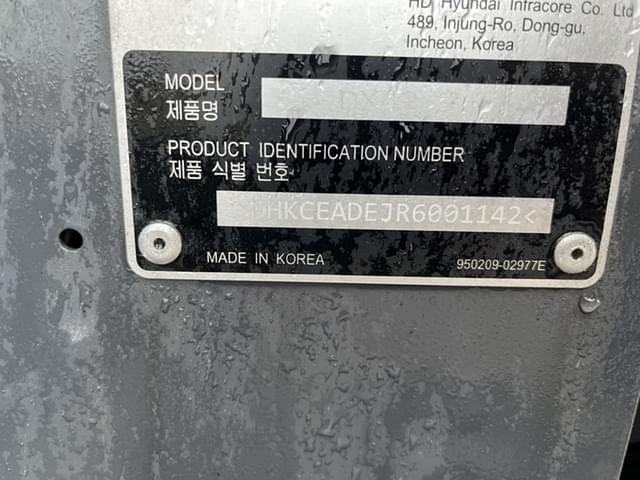 HD Hyundai Infracore Co. Ltd
489, Injung-Ro, Dong-gu,
Incheon, Korea
MODEL
제품명
PRODUCT IDENTIFICATION NUMBER
제품 식별 번호
DHKCEADEJR6001142<
MADE IN KOREA
950209-02977E